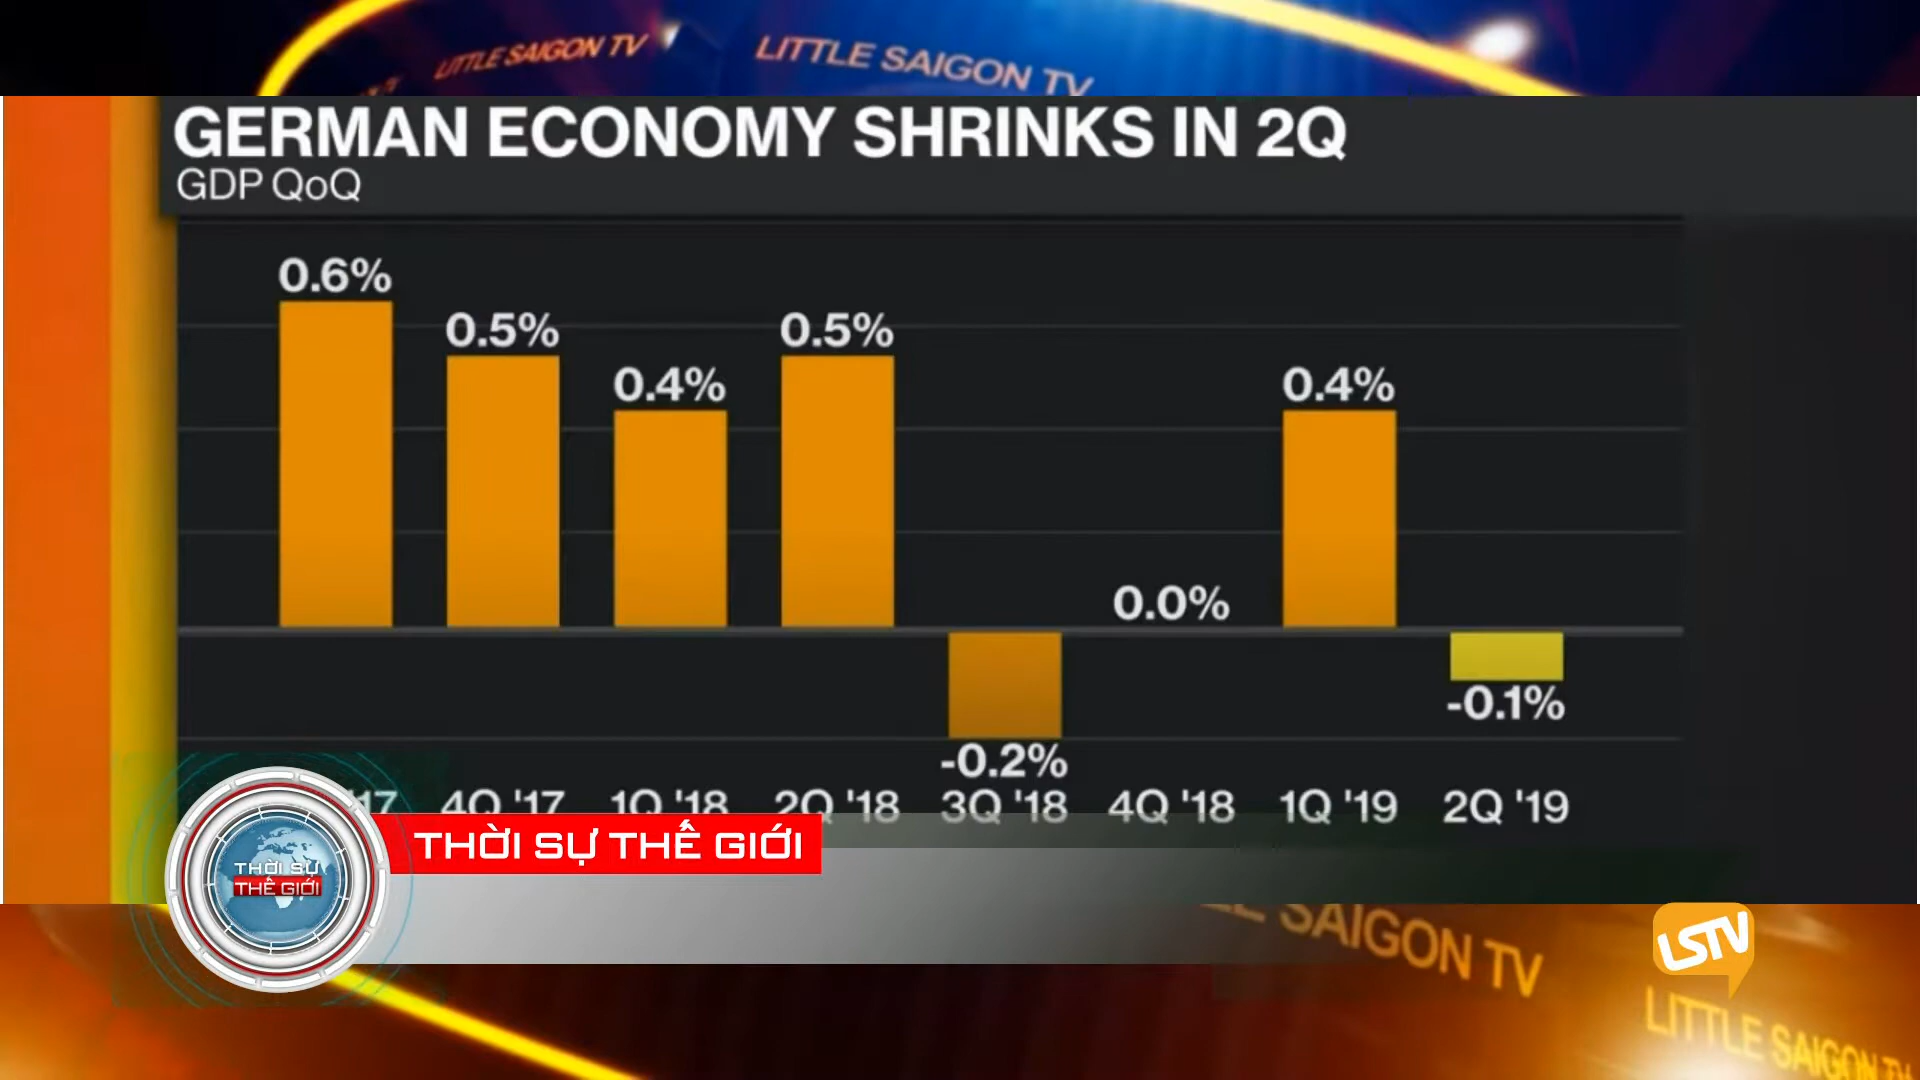 LITTLE SAIGON TV
LITTLE SAIGON TV
GERMAN ECONOMY SHRINKS IN 2Q
GDP QoQ
0.6%
0.5%
0.4%
0.5%
-0.2%
0.0%
0.4%
-0.1%
'17 4Q '17 1Q '18 2Q '18 3Q '18 4Q '18 1Q '19 2Q '19
THỜI SỰ THẾ GIỚI
THỜI SỰ
THẾ GIỚI
SAIGON TV
LSTV
LITTLE SAIGON TV